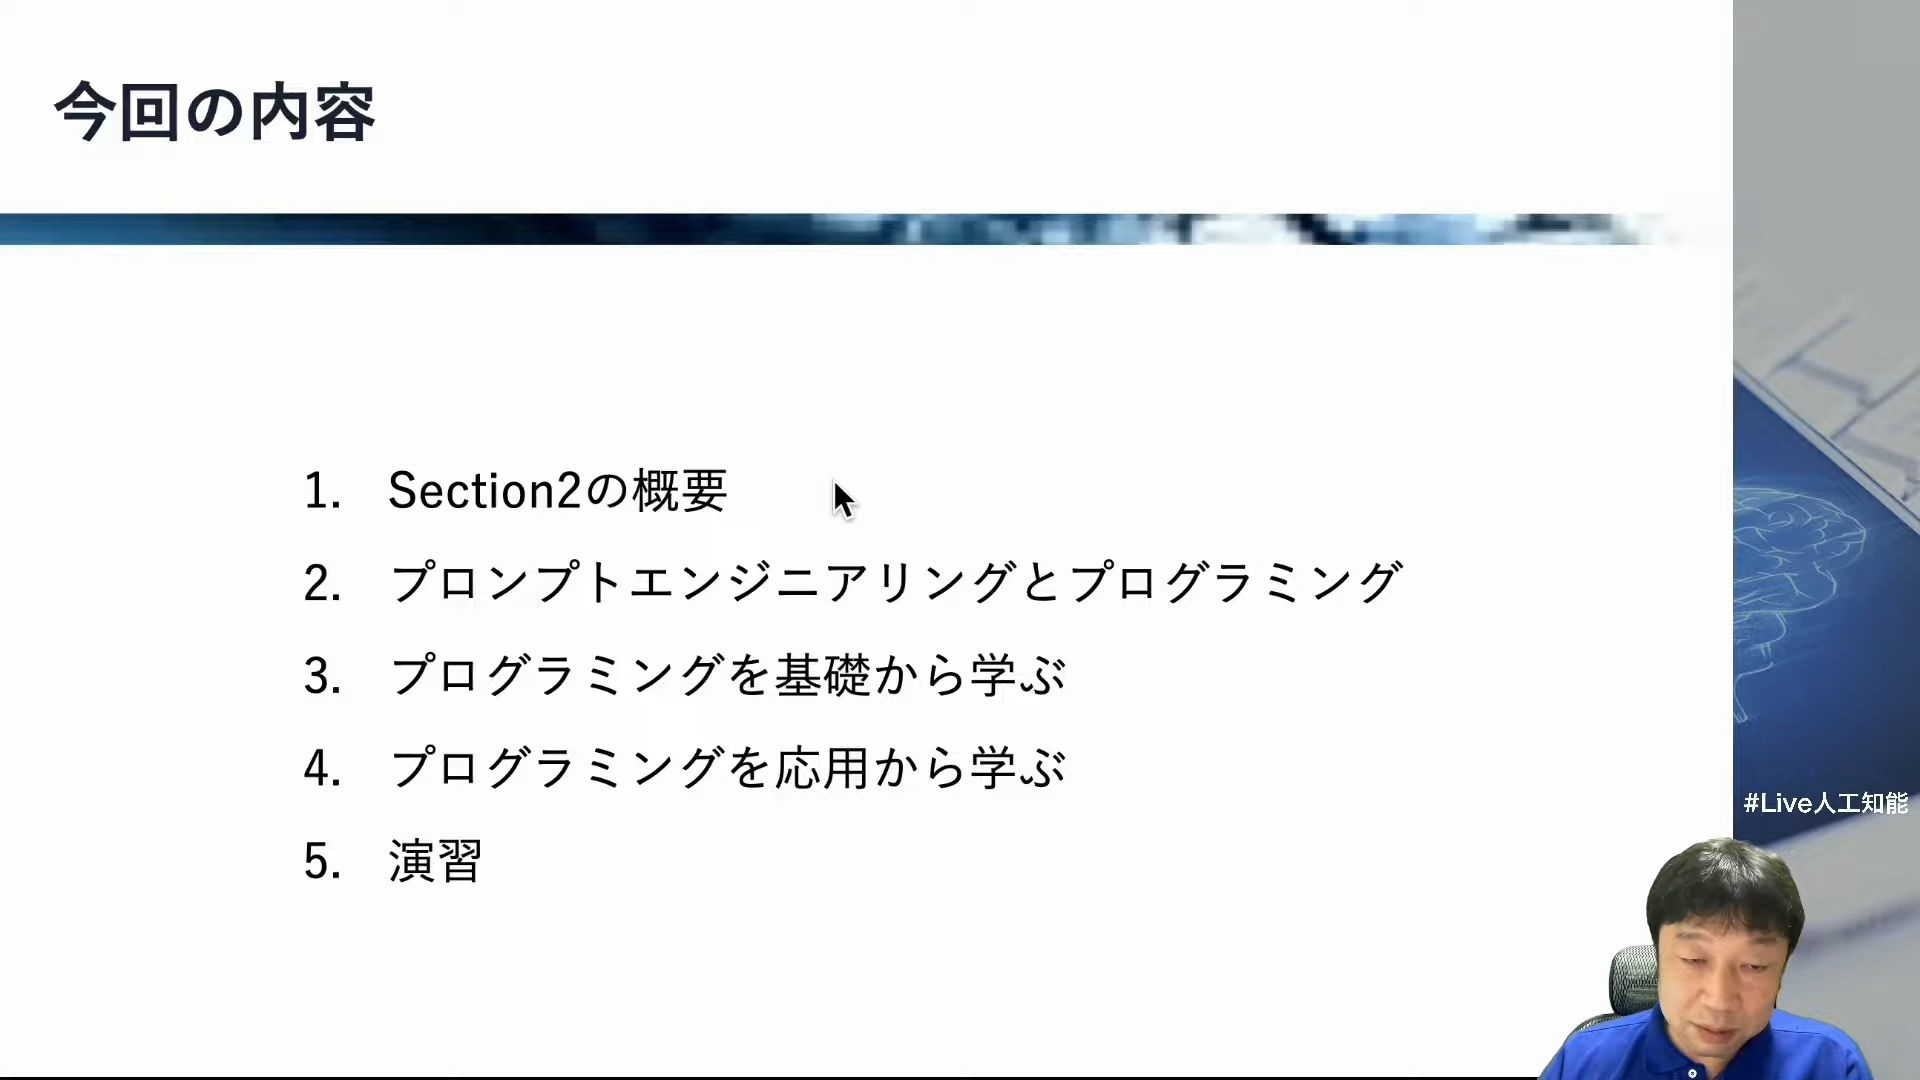 今回の内容
1. Section2の概要
2. プロンプトエンジニアリングとプログラミング
3. プログラミングを基礎から学ぶ
4. プログラミングを応用から学ぶ
5. 演習
#Live人工知能